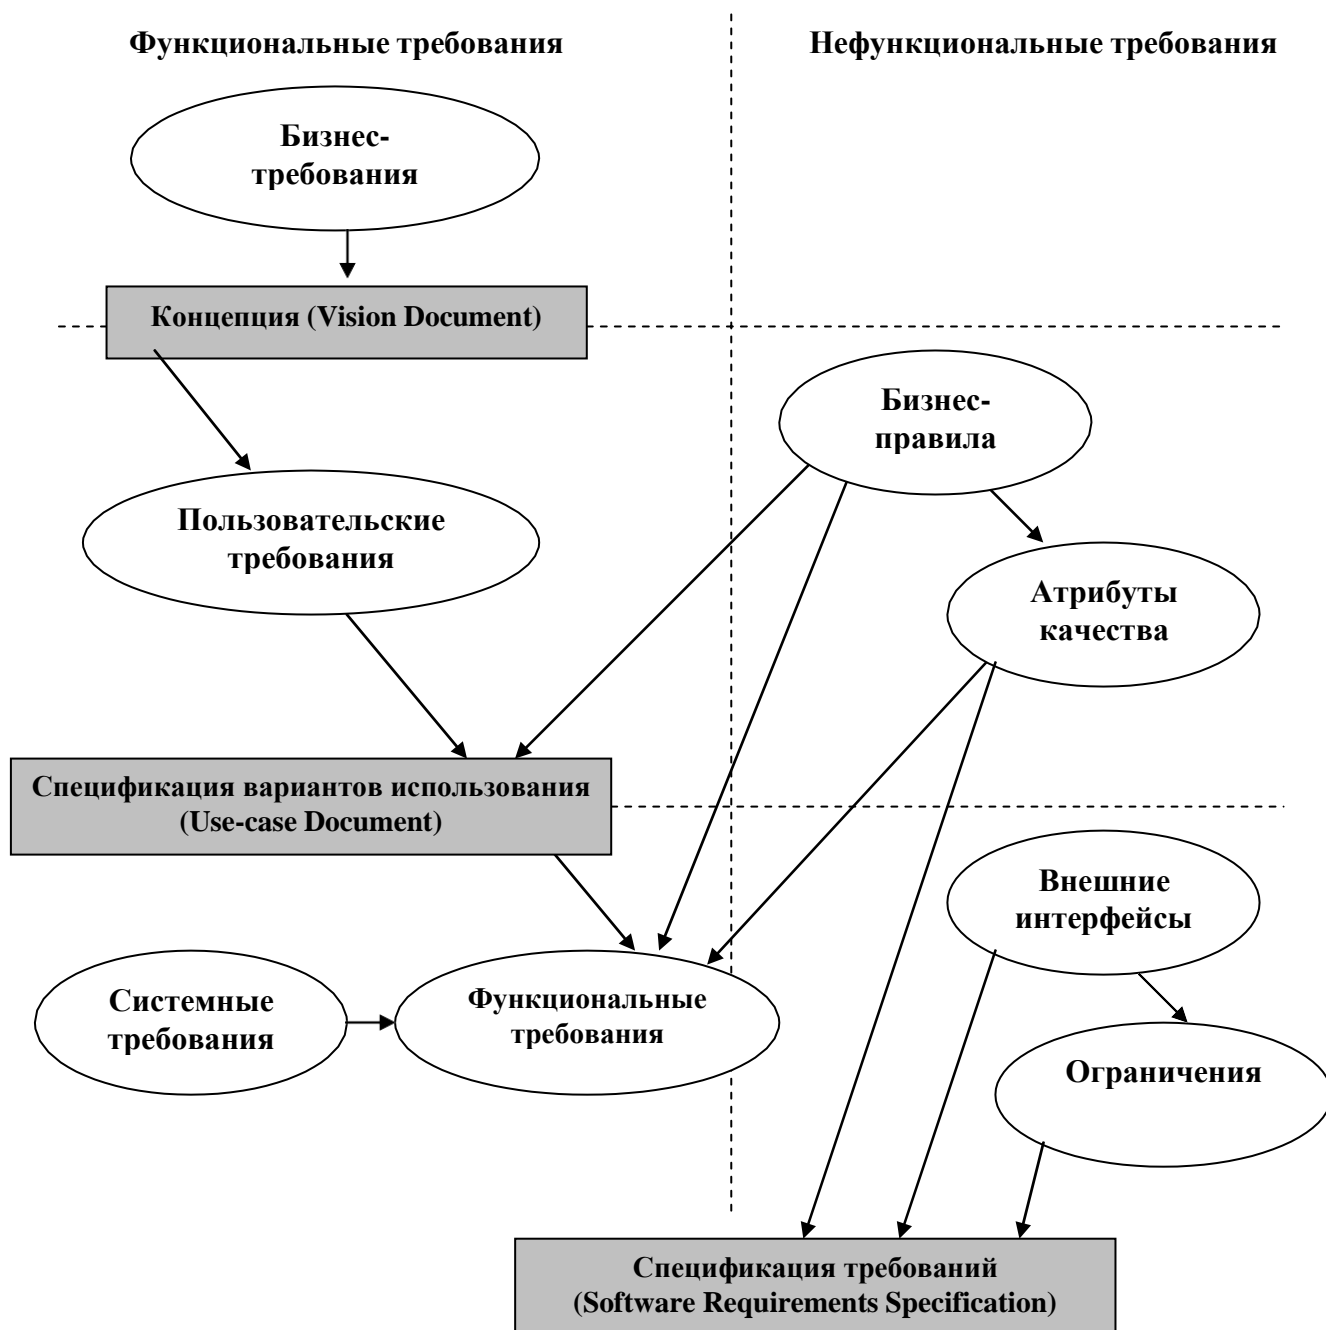 Функциональные требования
Нефункциональные требования
Бизнес-
требования
Концепция (Vision Document)
Бизнес-
правила
Пользовательские
требования
Атрибуты
качества
Спецификация вариантов использования
(Use-case Document)
Внешние
интерфейсы
Системные
требования
Функциональные
требования
Ограничения
Спецификация требований
(Software Requirements Specification)